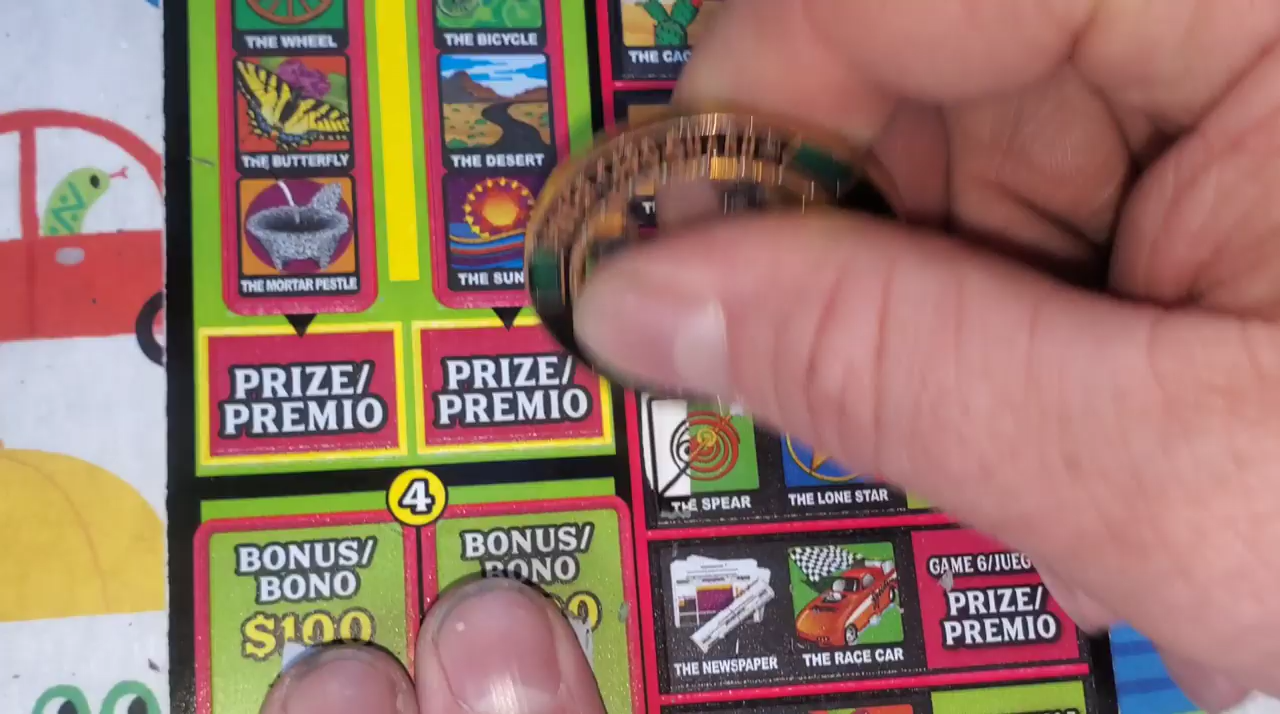 THE WHEEL
THE BICYCLE
THE BUTTERFLY
THE DESERT
THE MORTAR PESTLE
THE SUN
PRIZE/
PREMIO
PRIZE/
PREMIO
4
BONUS/
BONO
$100
BONUS/
BONO
THE
THE SPEAR
THE LONE STAR
THE NEWSPAPER
THE RACE CAR
GAME 6/
PRIZE/
PREMIO